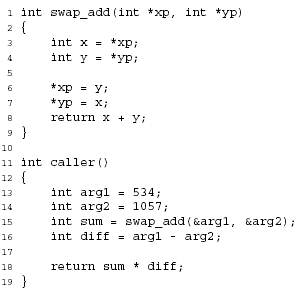 1 int swap_add(int *xp, int *yp)
2 {
3     int x = *xp;
4     int y = *yp;
5
6     *xp = y;
7     *yp = x;
8     return x + y;
9 }
10
11 int caller()
12 {
13     int arg1 = 534;
14     int arg2 = 1057;
15     int sum = swap_add(&arg1, &arg2);
16     int diff = arg1 - arg2;
17
18     return sum * diff;
19 }